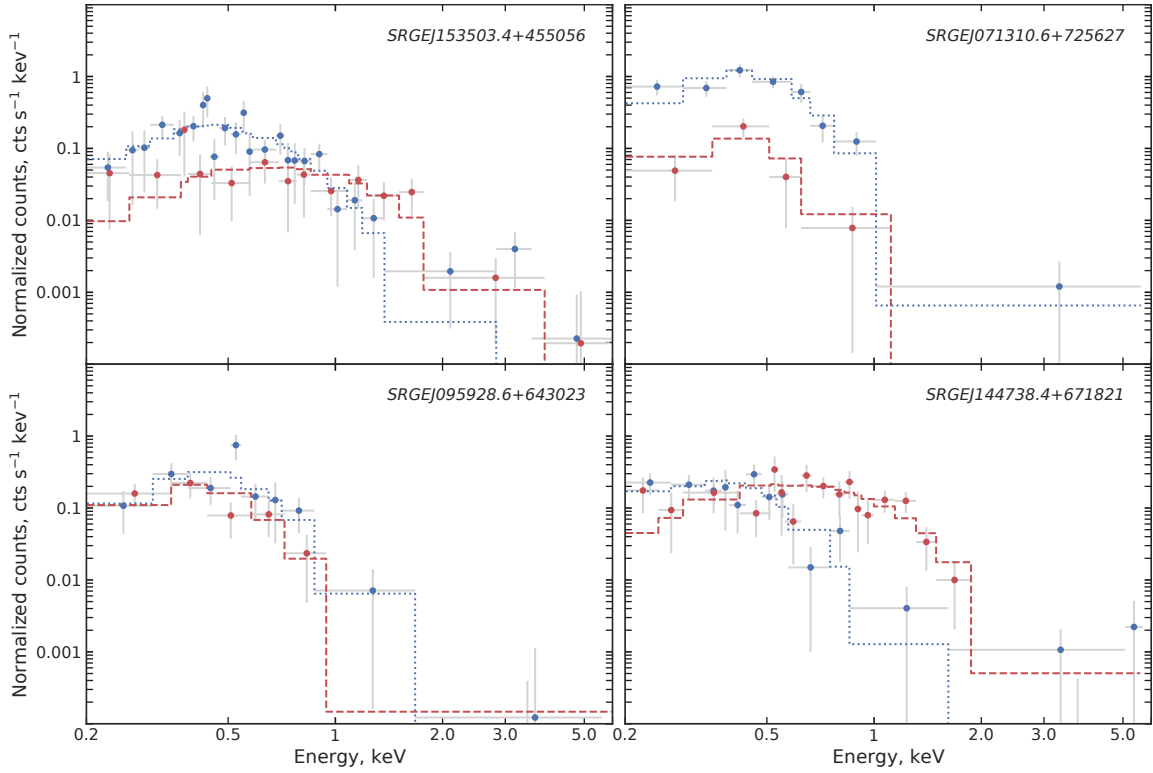 SRGEJ153503.4+455056
SRGEJ071310.6+725627
Normalized counts, cts s⁻¹ kev⁻¹
1
0.1
0.01
0.001
SRGEJ095928.6+643023
SRGEJ144738.4+671821
Normalized counts, cts s⁻¹ kev⁻¹
1
0.1
0.01
0.001
0.2 0.5 1 2.0 3.0 5.0 0.2 0.5 1 2.0 3.0 5.0
Energy, keV Energy, keV